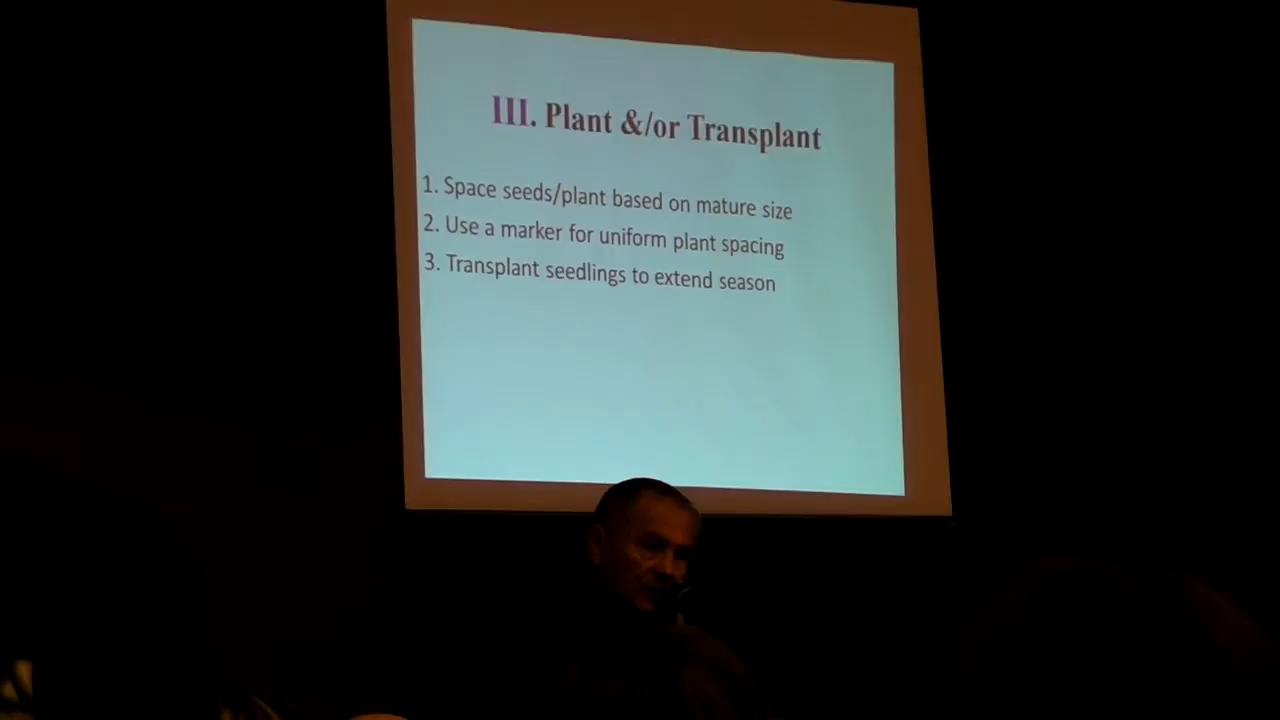 III. Plant &/or Transplant
1. Space seeds/plant based on mature size
2. Use a marker for uniform plant spacing
3. Transplant seedlings to extend season